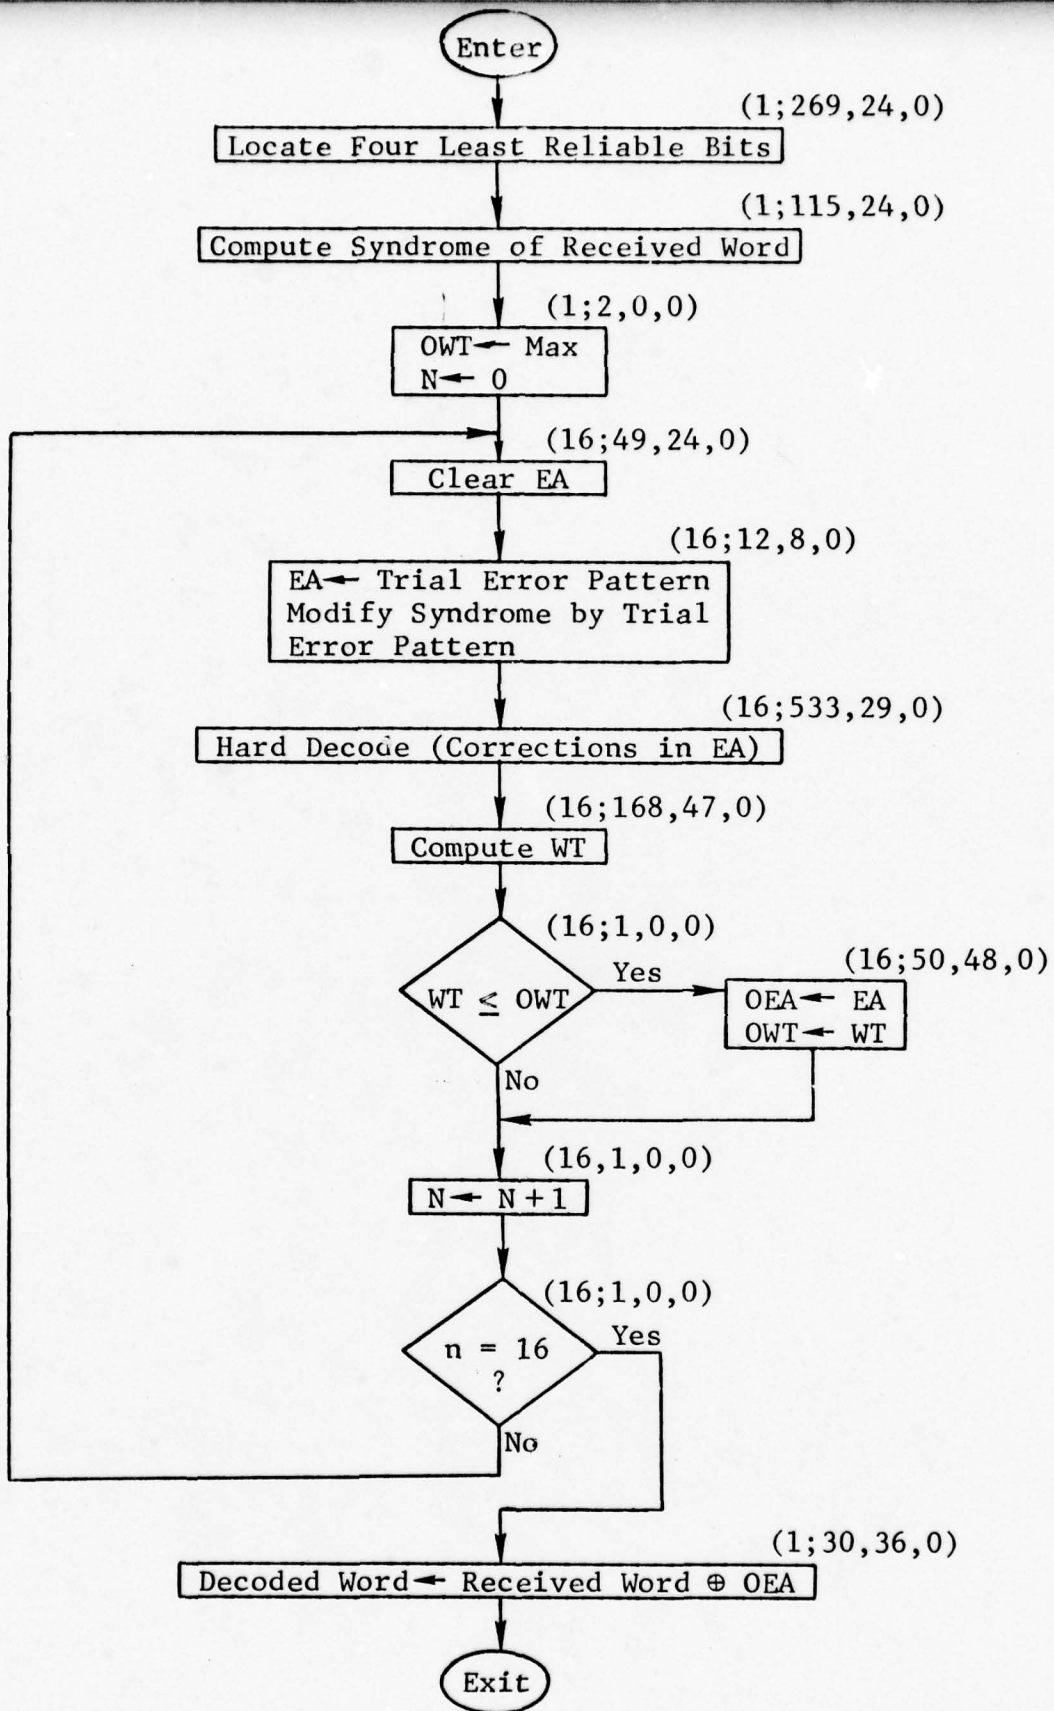 Enter
(1;269,24,0)
Locate Four Least Reliable Bits
(1;115,24,0)
Compute Syndrome of Received Word
(1;2,0,0)
OWT← Max
N← 0
(16;49,24,0)
Clear EA
(16;12,8,0)
EA← Trial Error Pattern
Modify Syndrome by Trial
Error Pattern
(16;533,29,0)
Hard Decode (Corrections in EA)
(16;168,47,0)
Compute WT
(16;1,0,0)
WT ≤ OWT
Yes
(16;50,48,0)
OEA← EA
OWT← WT
No
(16,1,0,0)
N← N+1
(16;1,0,0)
n = 16
?
Yes
No
(1;30,36,0)
Decoded Word← Received Word ⊕ OEA
Exit